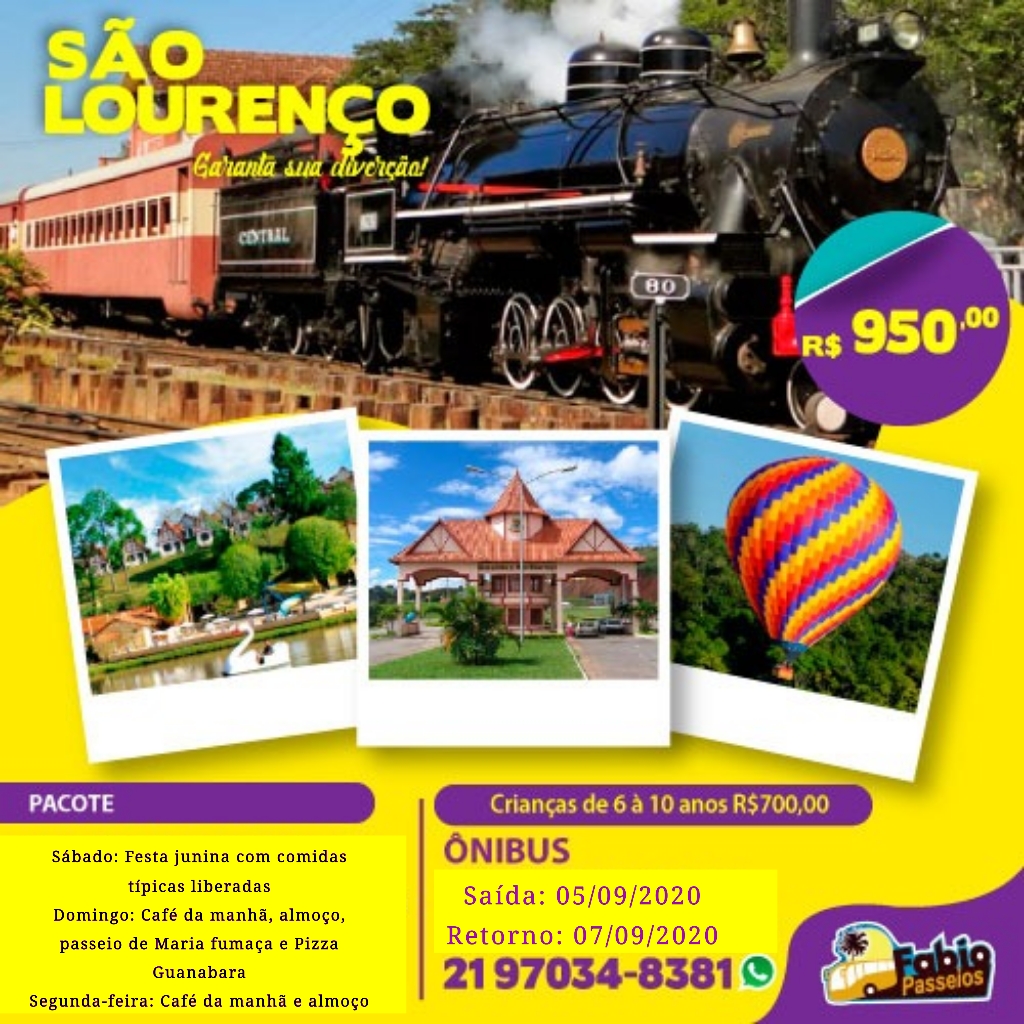 SÃO
LOURENÇO
Garanta sua diverção!
CENTRAL
80
R$ 950,00
PACOTE
Sábado: Festa junina com comidas
típicas liberadas
Domingo: Café da manhã, almoço,
passeio de Maria fumaça e Pizza
Guanabara
Segunda-feira: Café da manhã e almoço
Crianças de 6 à 10 anos R$700,00
ÔNIBUS
Saída: 05/09/2020
Retorno: 07/09/2020
21 97034-8381
Fabio
Passeios